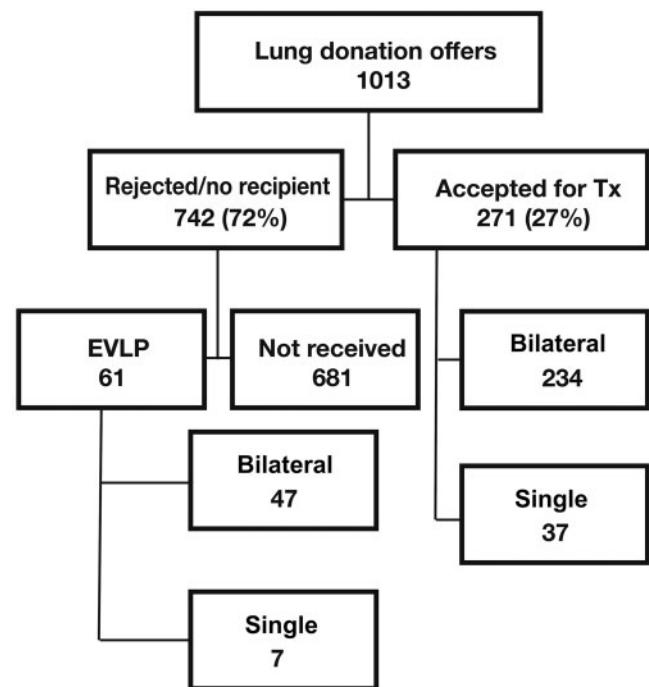 Lung donation offers
1013
Rejected/no recipient
742 (72%)
Accepted for Tx
271 (27%)
EVLP
61
Not received
681
Bilateral
234
Bilateral
47
Single
37
Single
7